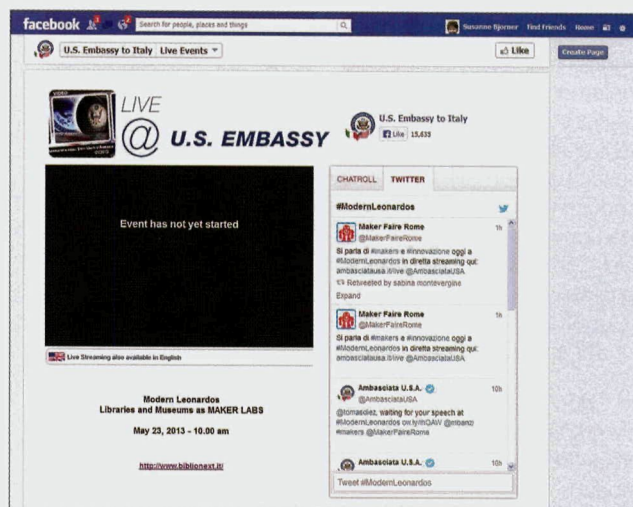 facebook
Search for people, places and things
Susanne Bjorner Find Friends Home
U.S. Embassy to Italy Live Events
Like
Create Page
LIVE
@ U.S. EMBASSY
U.S. Embassy to Italy
Like 15,633
Event has not yet started
Live Streaming also available in English
Modern Leonardos
Libraries and Museums as MAKER LABS
May 23, 2013 - 10.00 am
http://www.biblionext.it/
CHATROLL TWITTER
#ModernLeonardos
Maker Faire Rome 1h
@MakerFaireRome
Si parla di #makers e #innovazione oggi a
#ModernLeonardos in diretta streaming qui:
ambasciatausa.it/live @AmbasciataUSA
Retweeted by sabina montevergine
Expand
Maker Faire Rome 1h
@MakerFaireRome
Si parla di #makers e #innovazione oggi a
#ModernLeonardos in diretta streaming qui:
ambasciatausa.it/live @AmbasciataUSA
Ambasciata U.S.A. 10h
@AmbasciataUSA
waiting for your speech at
#ModernLeonardos
#makers @MakerFaireRome
Ambasciata U.S.A. 10h
Tweet #ModernLeonardos